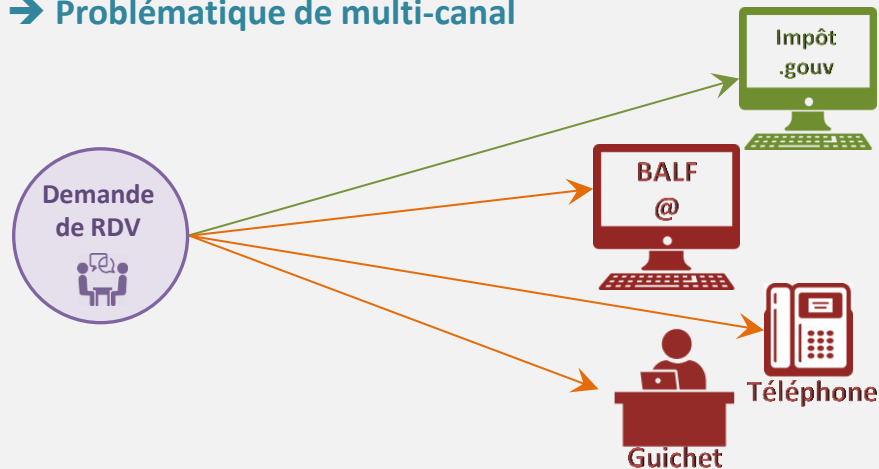 ➔ Problématique de multi-canal
Impôt
.gouv
BALF
@
Demande
de RDV
Téléphone
Guichet